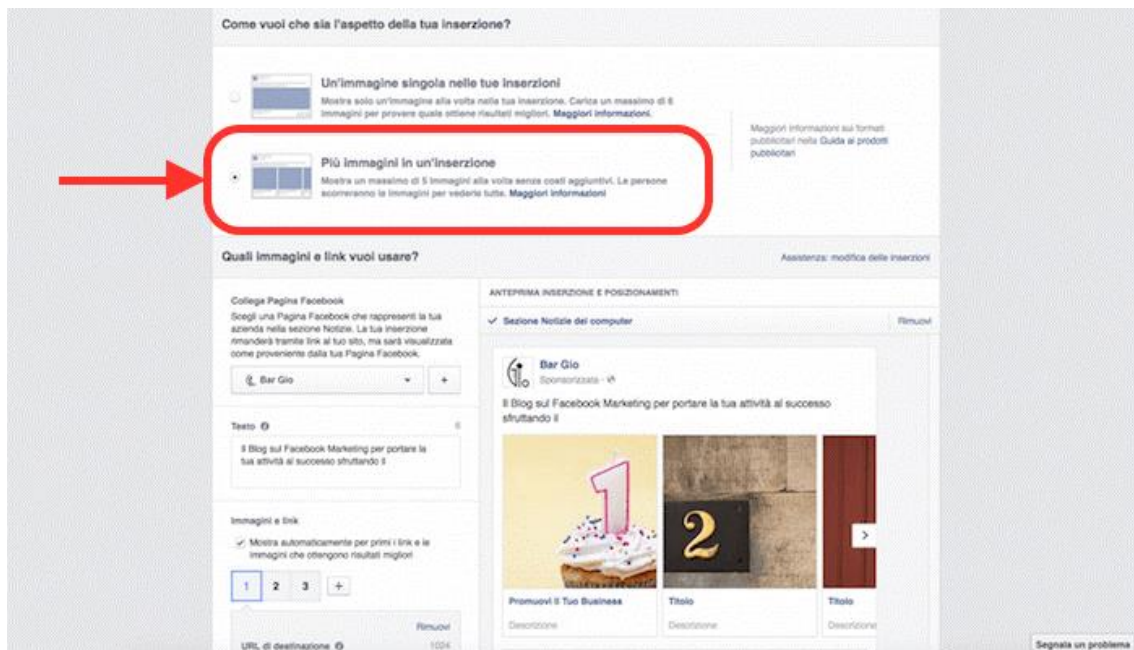 Come vuoi che sia l'aspetto della tua inserzione?
Un'immagine singola nelle tue inserzioni
Mostra solo un'immagine alla volta nella tua inserzione. Carica un massimo di 6
immagini per provare quale ottiene risultati migliori. Maggiori informazioni.
Più immagini in un'inserzione
Mostra un massimo di 5 immagini alla volta senza costi aggiuntivi. Le persone
scorreranno le immagini per vederle tutte. Maggiori informazioni
Maggiori informazioni sui formati
pubblicitari nella Guida ai prodotti
pubblicitari
Quali immagini e link vuoi usare?
Assistenza: modifica delle inserzioni
Collega Pagina Facebook
Scegli una Pagina Facebook che rappresenti la tua
azienda nella sezione Notizie. La tua inserzione
rimanderà tramite link al tuo sito, ma sarà visualizzata
come proveniente dalla tua Pagina Facebook.
Bar Gio
+
Testo
6
Il Blog sul Facebook Marketing per portare la
tua attività al successo sfruttando il
Immagini e link
Mostra automaticamente per primi i link e le
immagini che ottengono risultati migliori
1 2 3 +
Rimuovi
URL di destinazione
1024
ANTEPRIMA INSERZIONE E POSIZIONAMENTI
Sezione Notizie del computer
Rimuovi
Bar Gio
Sponsorizzata
Il Blog sul Facebook Marketing per portare la tua attività al successo
sfruttando il
1
2
Promuovi Il Tuo Business
Titolo
Titolo
Descrizione
Descrizione
Descrizione
Segnala un problema